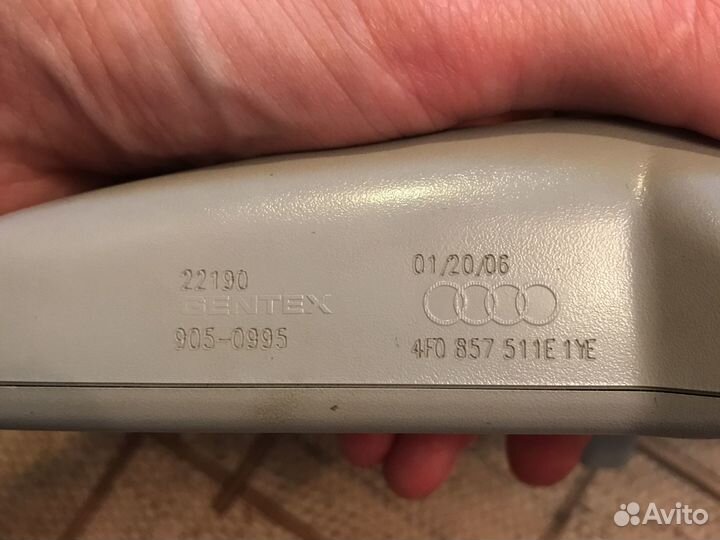 22190
GENTEX
905-0995
01/20/06
4F0 857 511E 1YE
Avito